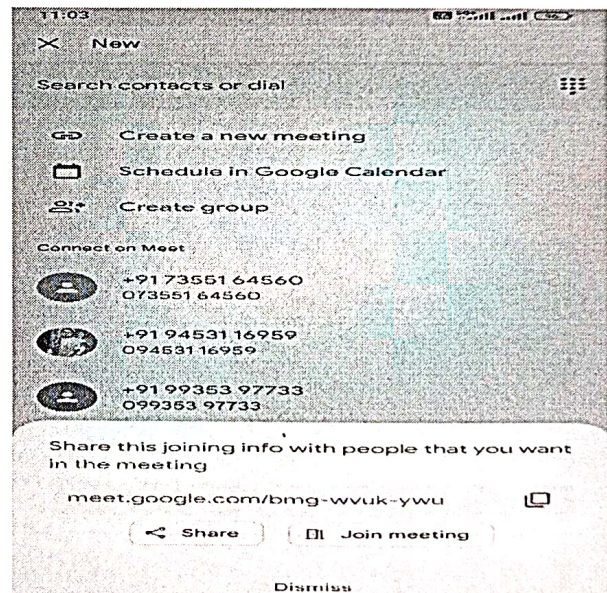 11:03
New
Search contacts or dial
Create a new meeting
Schedule in Google Calendar
Create group
Connect on Meet
+91 73551 64560
073551 64560
+91 94531 16959
094531 16959
+91 99353 97733
099353 97733
Share this joining info with people that you want
in the meeting
meet.google.com/bmg-wvuk-ywu
Share
Join meeting
Dismiss